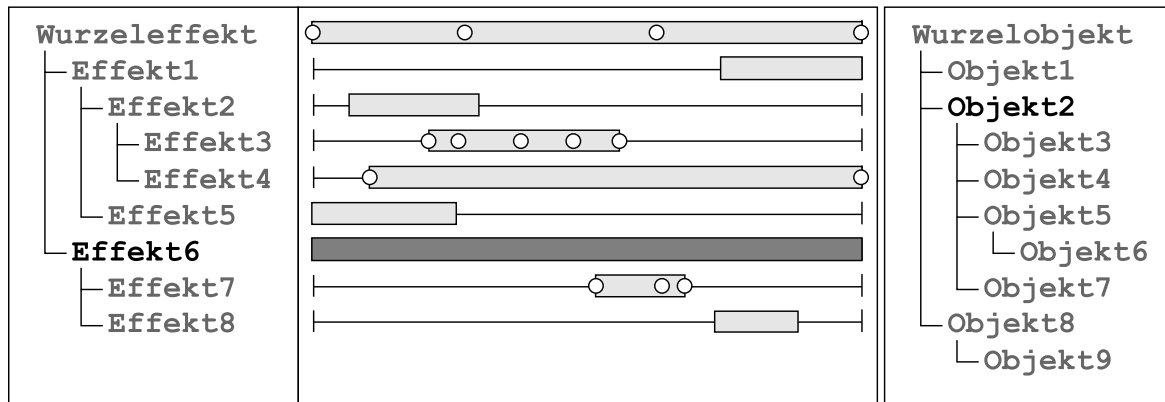 Wurzeleffekt
Effekt1
Effekt2
Effekt3
Effekt4
Effekt5
Effekt6
Effekt7
Effekt8
Wurzelobjekt
Objekt1
Objekt2
Objekt3
Objekt4
Objekt5
Objekt6
Objekt7
Objekt8
Objekt9